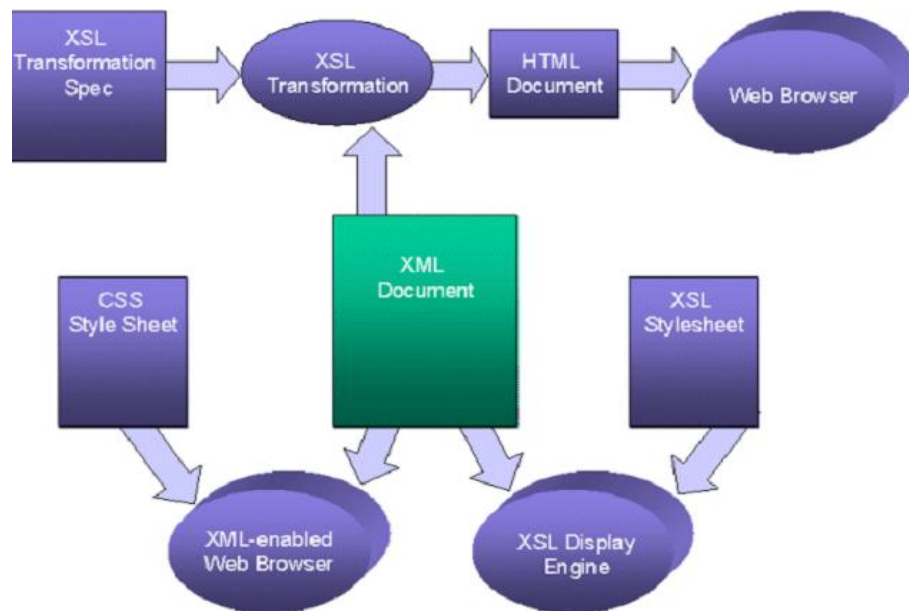 XSL
Transformation
Spec
XSL
Transformation
HTML
Document
Web Browser
XML
Document
CSS
Style Sheet
XSL
Stylesheet
XML-enabled
Web Browser
XSL Display
Engine